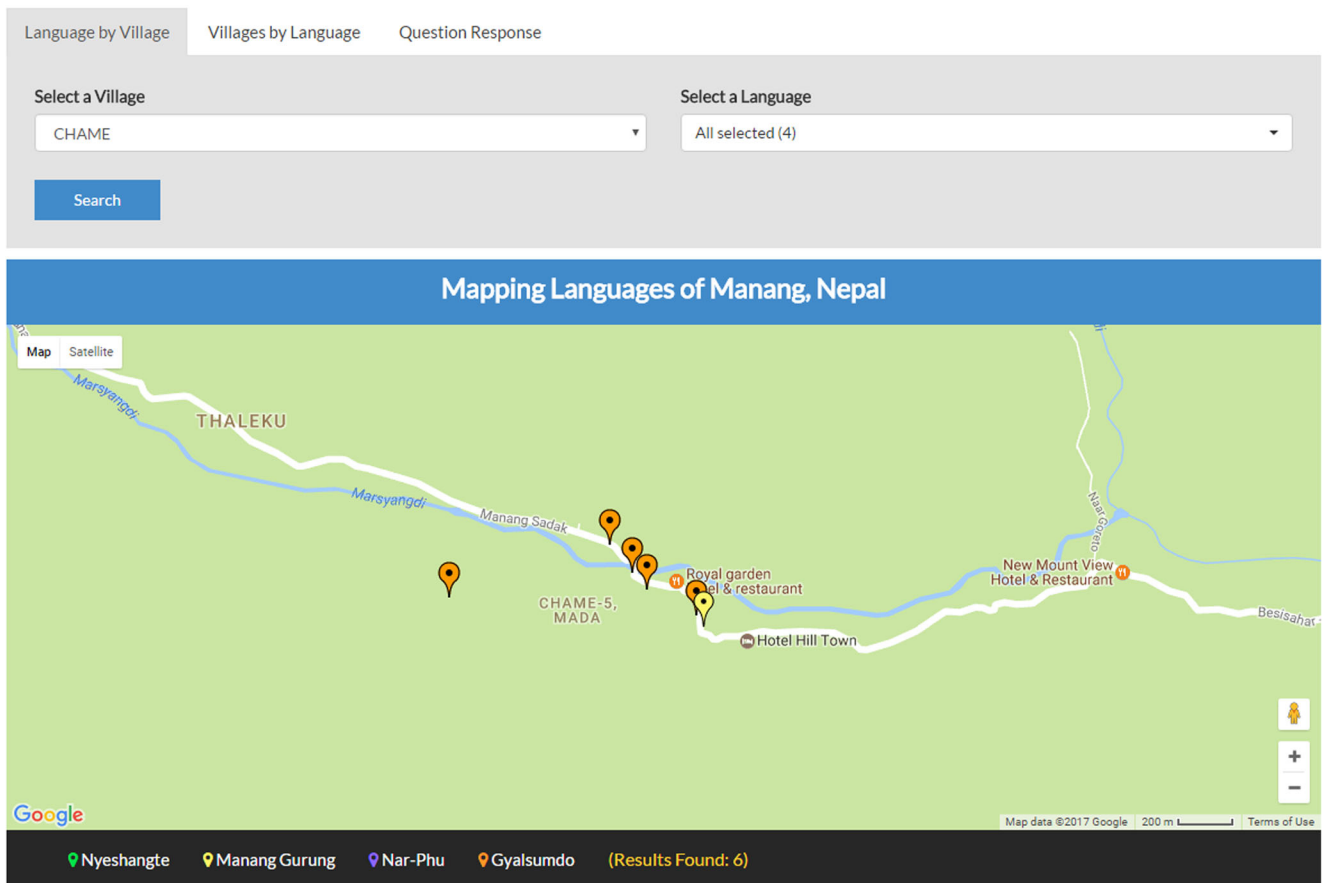 Language by Village
Villages by Language
Question Response
Select a Village
Select a Language
CHAME
All selected (4)
Search
Mapping Languages of Manang, Nepal
Map
Satellite
Marsyangdi
THALEKU
Marsyangdi
Manang Sadak
Naar Goreto
Royal garden
el & restaurant
New Mount View
Hotel & Restaurant
CHAME-5,
MADA
Besisahar
Hotel Hill Town
Google
Map data ©2017 Google
200 m
Terms of Use
Nyeshangte
Manang Gurung
Nar-Phu
Gyalsumdo
(Results Found: 6)